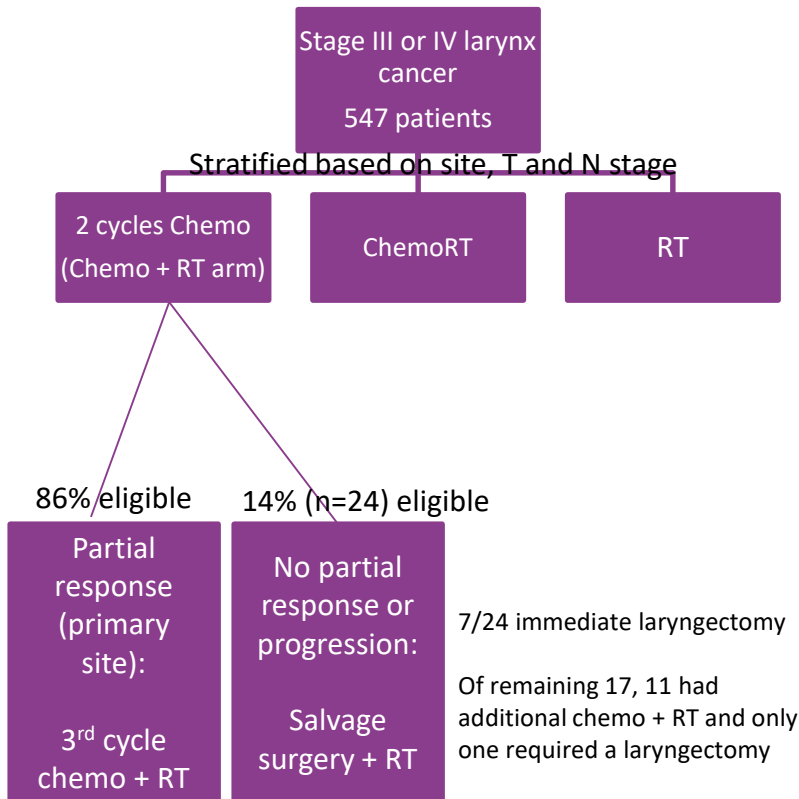 Stage III or IV larynx
cancer
547 patients
Stratified based on site, T and N stage
2 cycles Chemo
(Chemo + RT arm)
ChemoRT
RT
86% eligible
14% (n=24) eligible
Partial
response
(primary
site):
3rd cycle
chemo + RT
No partial
response or
progression:
Salvage
surgery + RT
7/24 immediate laryngectomy
Of remaining 17, 11 had
additional chemo + RT and only
one required a laryngectomy